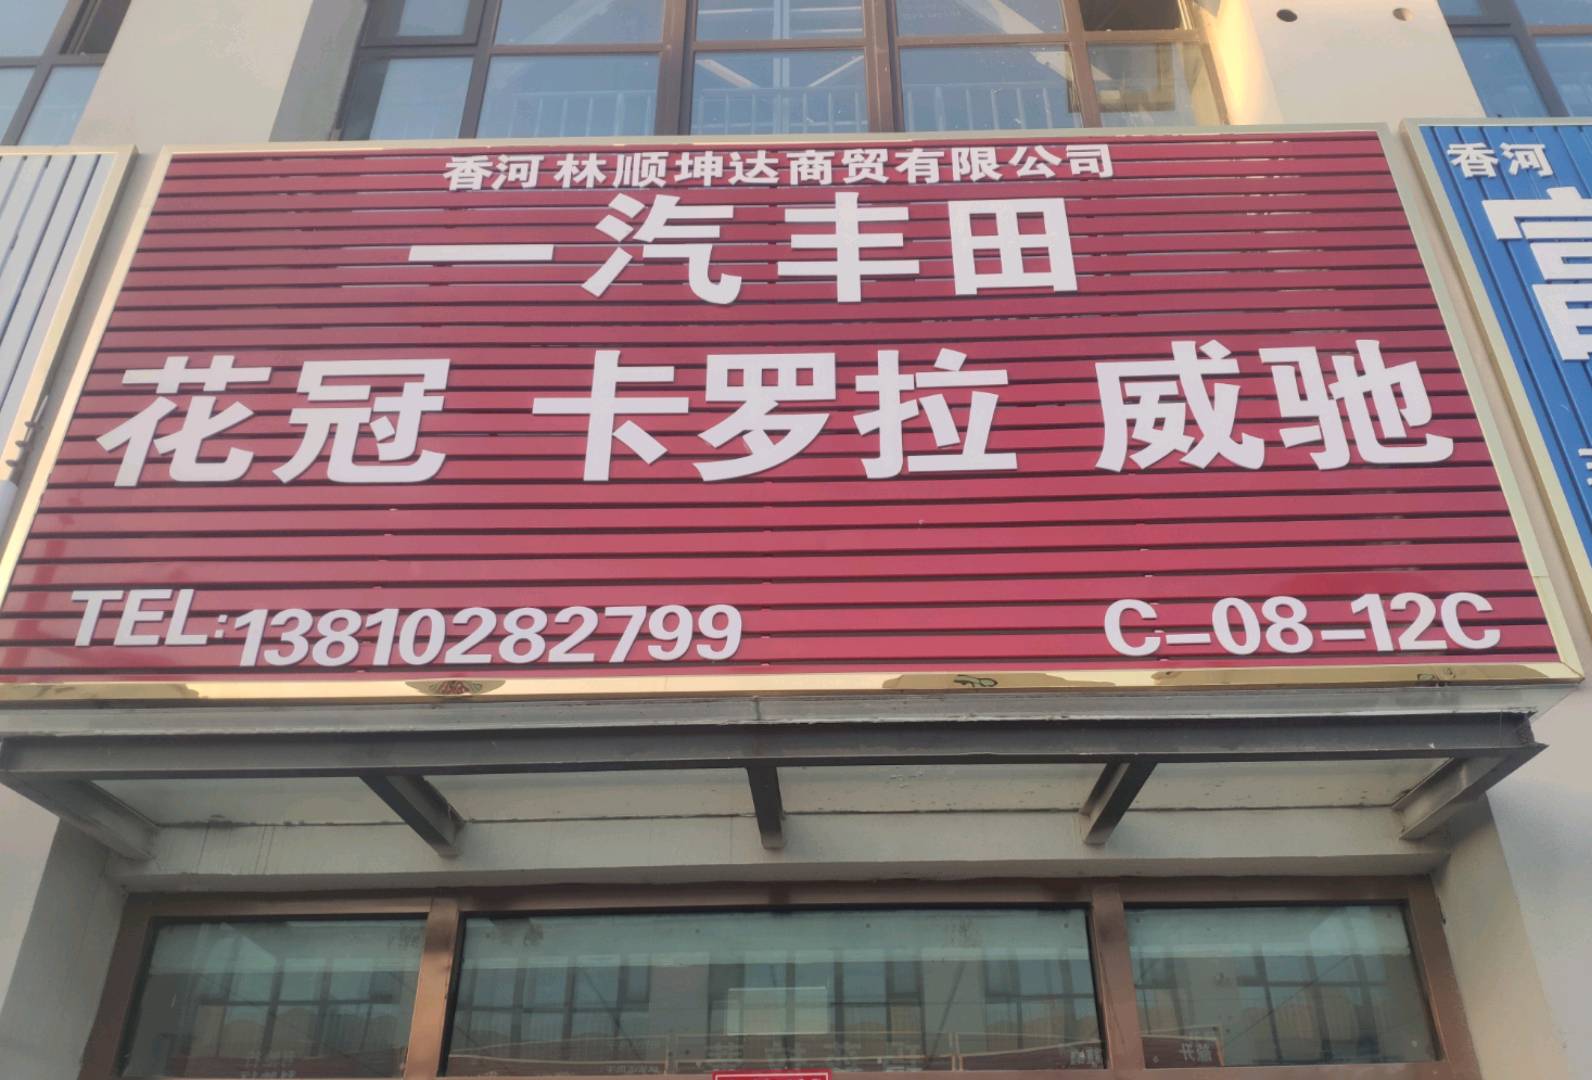 香河林顺坤达商贸有限公司
一汽丰田
花冠 卡罗拉 威驰
TEL:13810282799
C-08-12C
香河
富